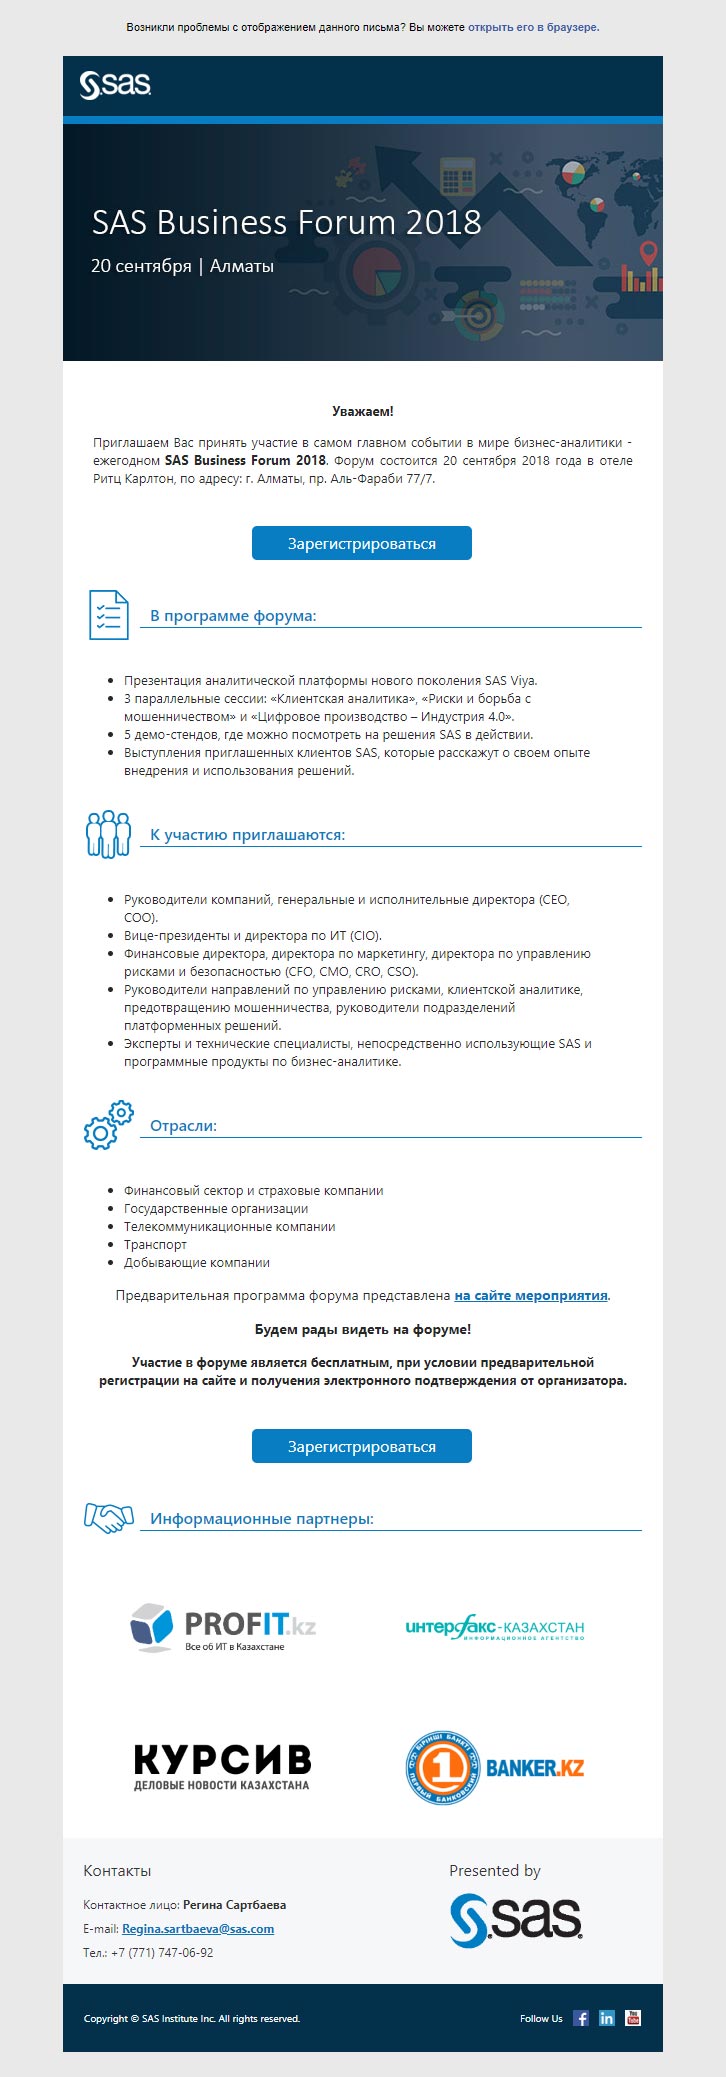 Возникли проблемы с отображением данного письма? Вы можете открыть его в браузере.
sas
SAS Business Forum 2018
20 сентября | Алматы
Уважаем!
Приглашаем Вас принять участие в самом главном событии в мире бизнес-аналитики -
ежегодном SAS Business Forum 2018. Форум состоится 20 сентября 2018 года в отеле
Ритц Карлтон, по адресу: г. Алматы, пр. Аль-Фараби 77/7.
Зарегистрироваться
В программе форума:
Презентация аналитической платформы нового поколения SAS Viya.
3 параллельные сессии: «Клиентская аналитика», «Риски и борьба с
мошенничеством» и «Цифровое производство – Индустрия 4.0».
5 демо-стендов, где можно посмотреть на решения SAS в действии.
Выступления приглашенных клиентов SAS, которые расскажут о своем опыте
внедрения и использования решений.
К участию приглашаются:
Руководители компаний, генеральные и исполнительные директора (CEO,
COO).
Вице-президенты и директора по ИТ (CIO).
Финансовые директора, директора по маркетингу, директора по управлению
рисками и безопасностью (CFO, CMO, CRO, CSO).
Руководители направлений по управлению рисками, клиентской аналитике,
предотвращению мошенничества, руководители подразделений
платформенных решений.
Эксперты и технические специалисты, непосредственно использующие SAS и
программные продукты по бизнес-аналитике.
Отрасли:
Финансовый сектор и страховые компании
Государственные организации
Телекоммуникационные компании
Транспорт
Добывающие компании
Предварительная программа форума представлена на сайте мероприятия.
Будем рады видеть на форуме!
Участие в форуме является бесплатным, при условии предварительной
регистрации на сайте и получения электронного подтверждения от организатора.
Зарегистрироваться
Информационные партнеры:
PROFIT.kz
Все об ИТ в Казахстане
интерфакс-КАЗАХСТАН
ИНФОРМАЦИОННОЕ АГЕНТСТВО
КУРСИВ
ДЕЛОВЫЕ НОВОСТИ КАЗАХСТАНА
БІРІНШІ БАНКТІ
1
ПЕРВЫЙ БАНКОВСКИЙ
BANKER.KZ
Контакты
Контактное лицо: Регина Сартбаева
E-mail: Regina.sartbaeva@sas.com
Тел.: +7 (771) 747-06-92
Presented by
sas
Copyright © SAS Institute Inc. All rights reserved.
Follow Us
f
in
You
Tube